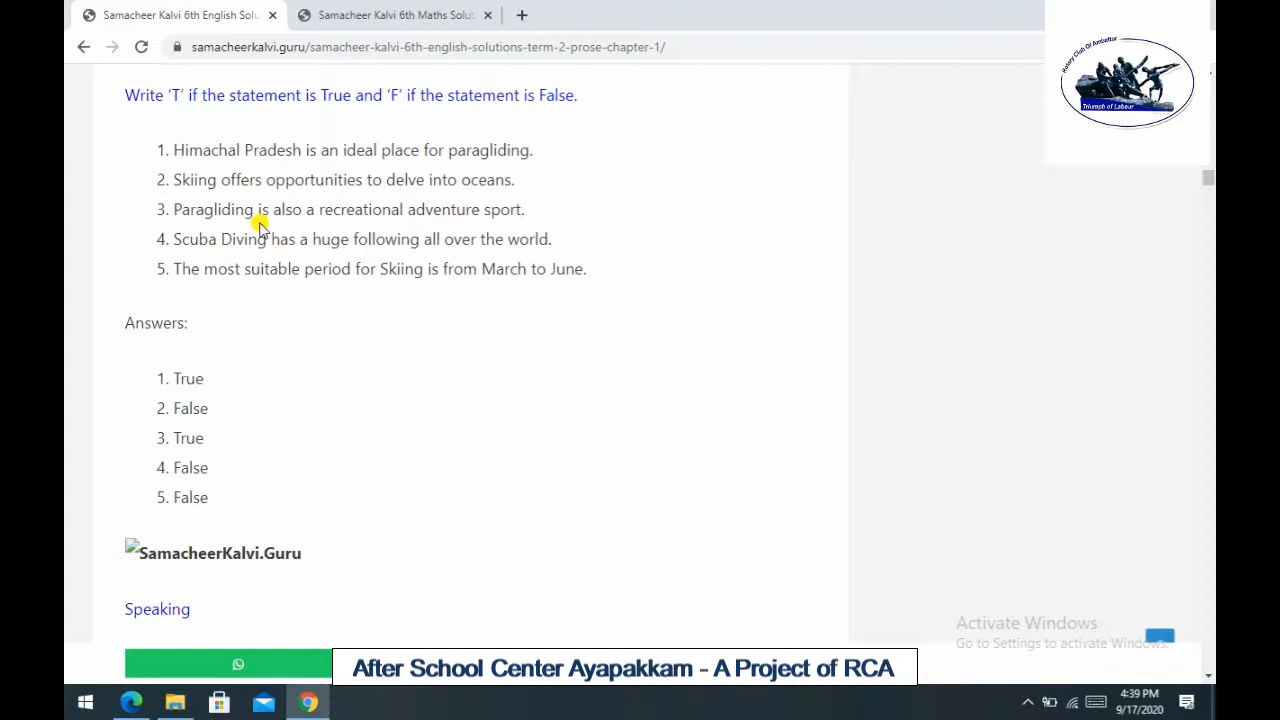 Samacheer Kalvi 6th English Solu
Samacheer Kalvi 6th Maths Solut
samacheerkalvi.guru/samacheer-kalvi-6th-english-solutions-term-2-prose-chapter-1/
Rotary Club Of Ambattur
Triumph of Labour
Write 'T' if the statement is True and 'F' if the statement is False.
1. Himachal Pradesh is an ideal place for paragliding.
2. Skiing offers opportunities to delve into oceans.
3. Paragliding is also a recreational adventure sport.
4. Scuba Diving has a huge following all over the world.
5. The most suitable period for Skiing is from March to June.
Answers:
1. True
2. False
3. True
4. False
5. False
SamacheerKalvi.Guru
Speaking
Activate Windows
Go to Settings to activate Windows.
After School Center Ayapakkam - A Project of RCA
4:39 PM
9/17/2020